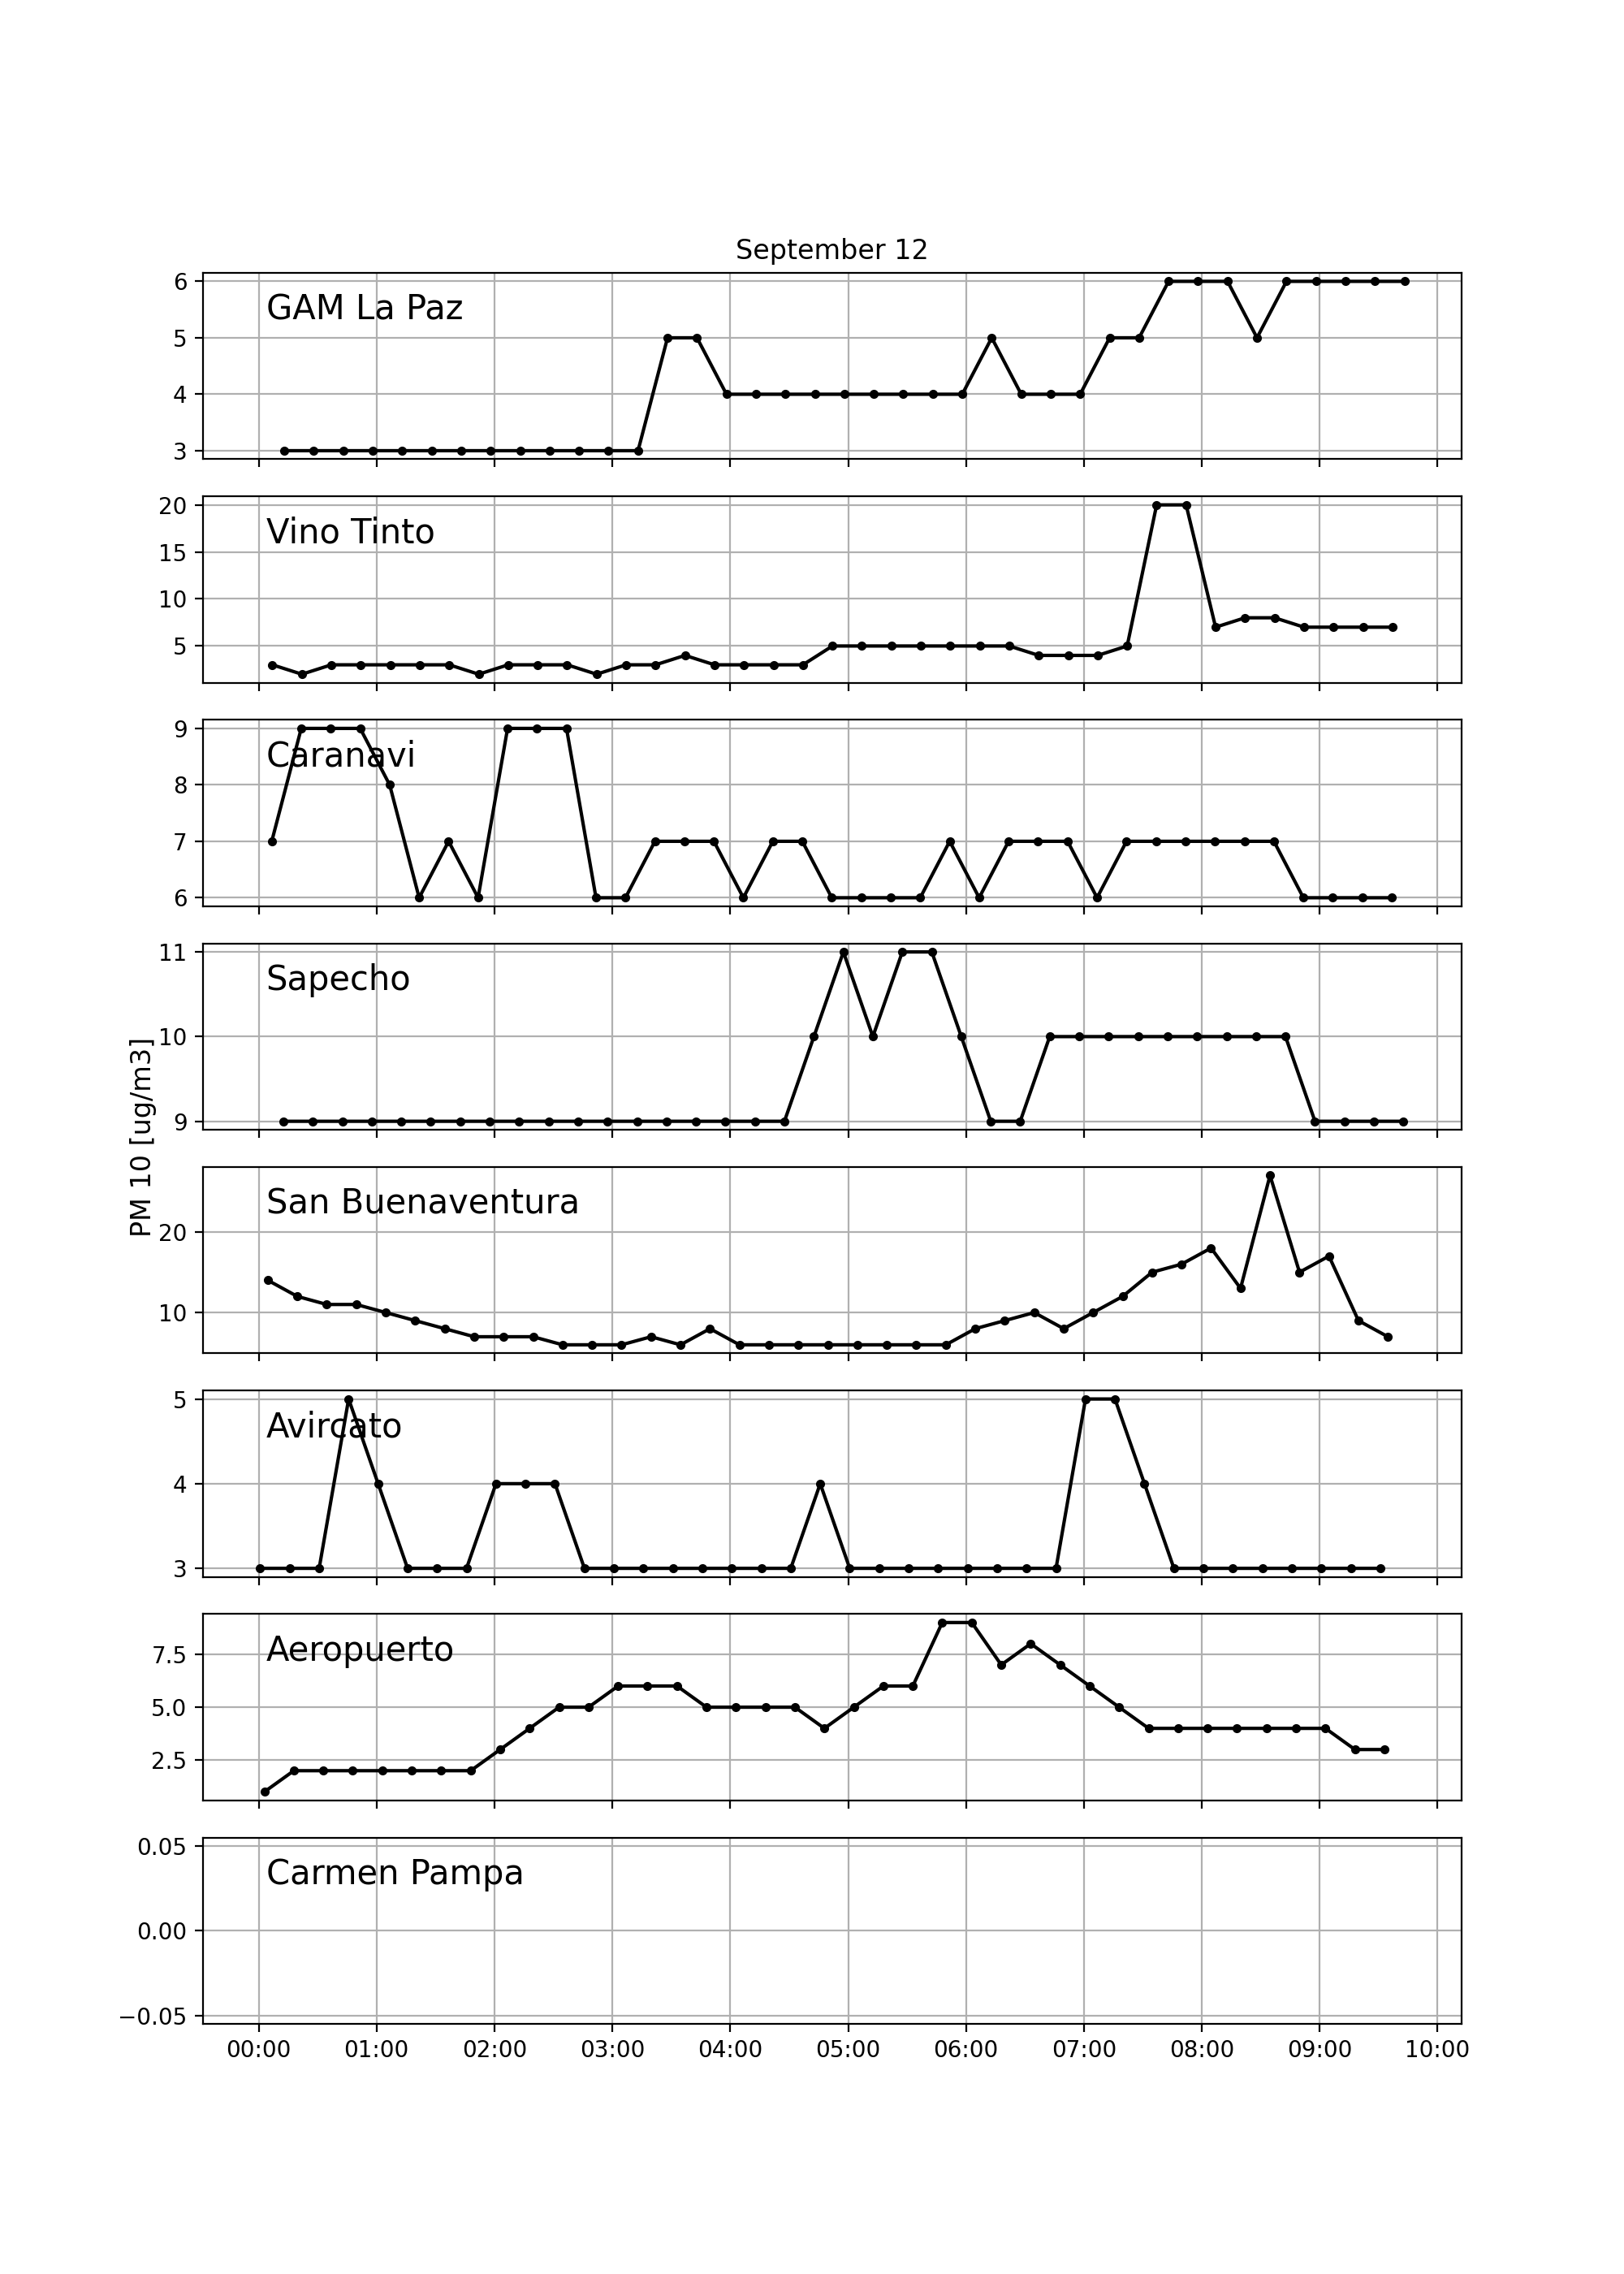 September 12
6
GAM La Paz
5
4
3
20
Vino Tinto
15
10
5
9
Caranavi
8
7
6
11
Sapecho
10
9
PM 10 [ug/m3]
San Buenaventura
20
10
5
Avircato
4
3
Aeropuerto
7.5
5.0
2.5
0.05
Carmen Pampa
0.00
−0.05
00:00 01:00 02:00 03:00 04:00 05:00 06:00 07:00 08:00 09:00 10:00